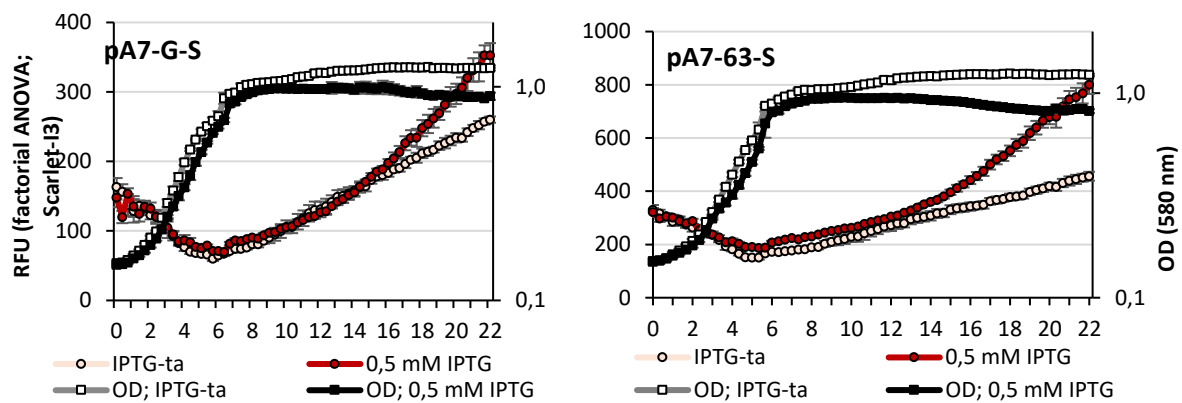 pA7-G-S
RFU (factorial ANOVA;
Scarlet-I3)
400
300
200
100
0
1.0
0,1
0 2 4 6 8 10 12 14 16 18 20 22
IPTG-ta
0,5 mM IPTG
OD; IPTG-ta
OD; 0,5 mM IPTG
pA7-63-S
1000
800
600
400
200
0
1,0
0,1
OD (580 nm)
0 2 4 6 8 10 12 14 16 18 20 22
IPTG-ta
0,5 mM IPTG
OD; IPTG-ta
OD; 0,5 mM IPTG